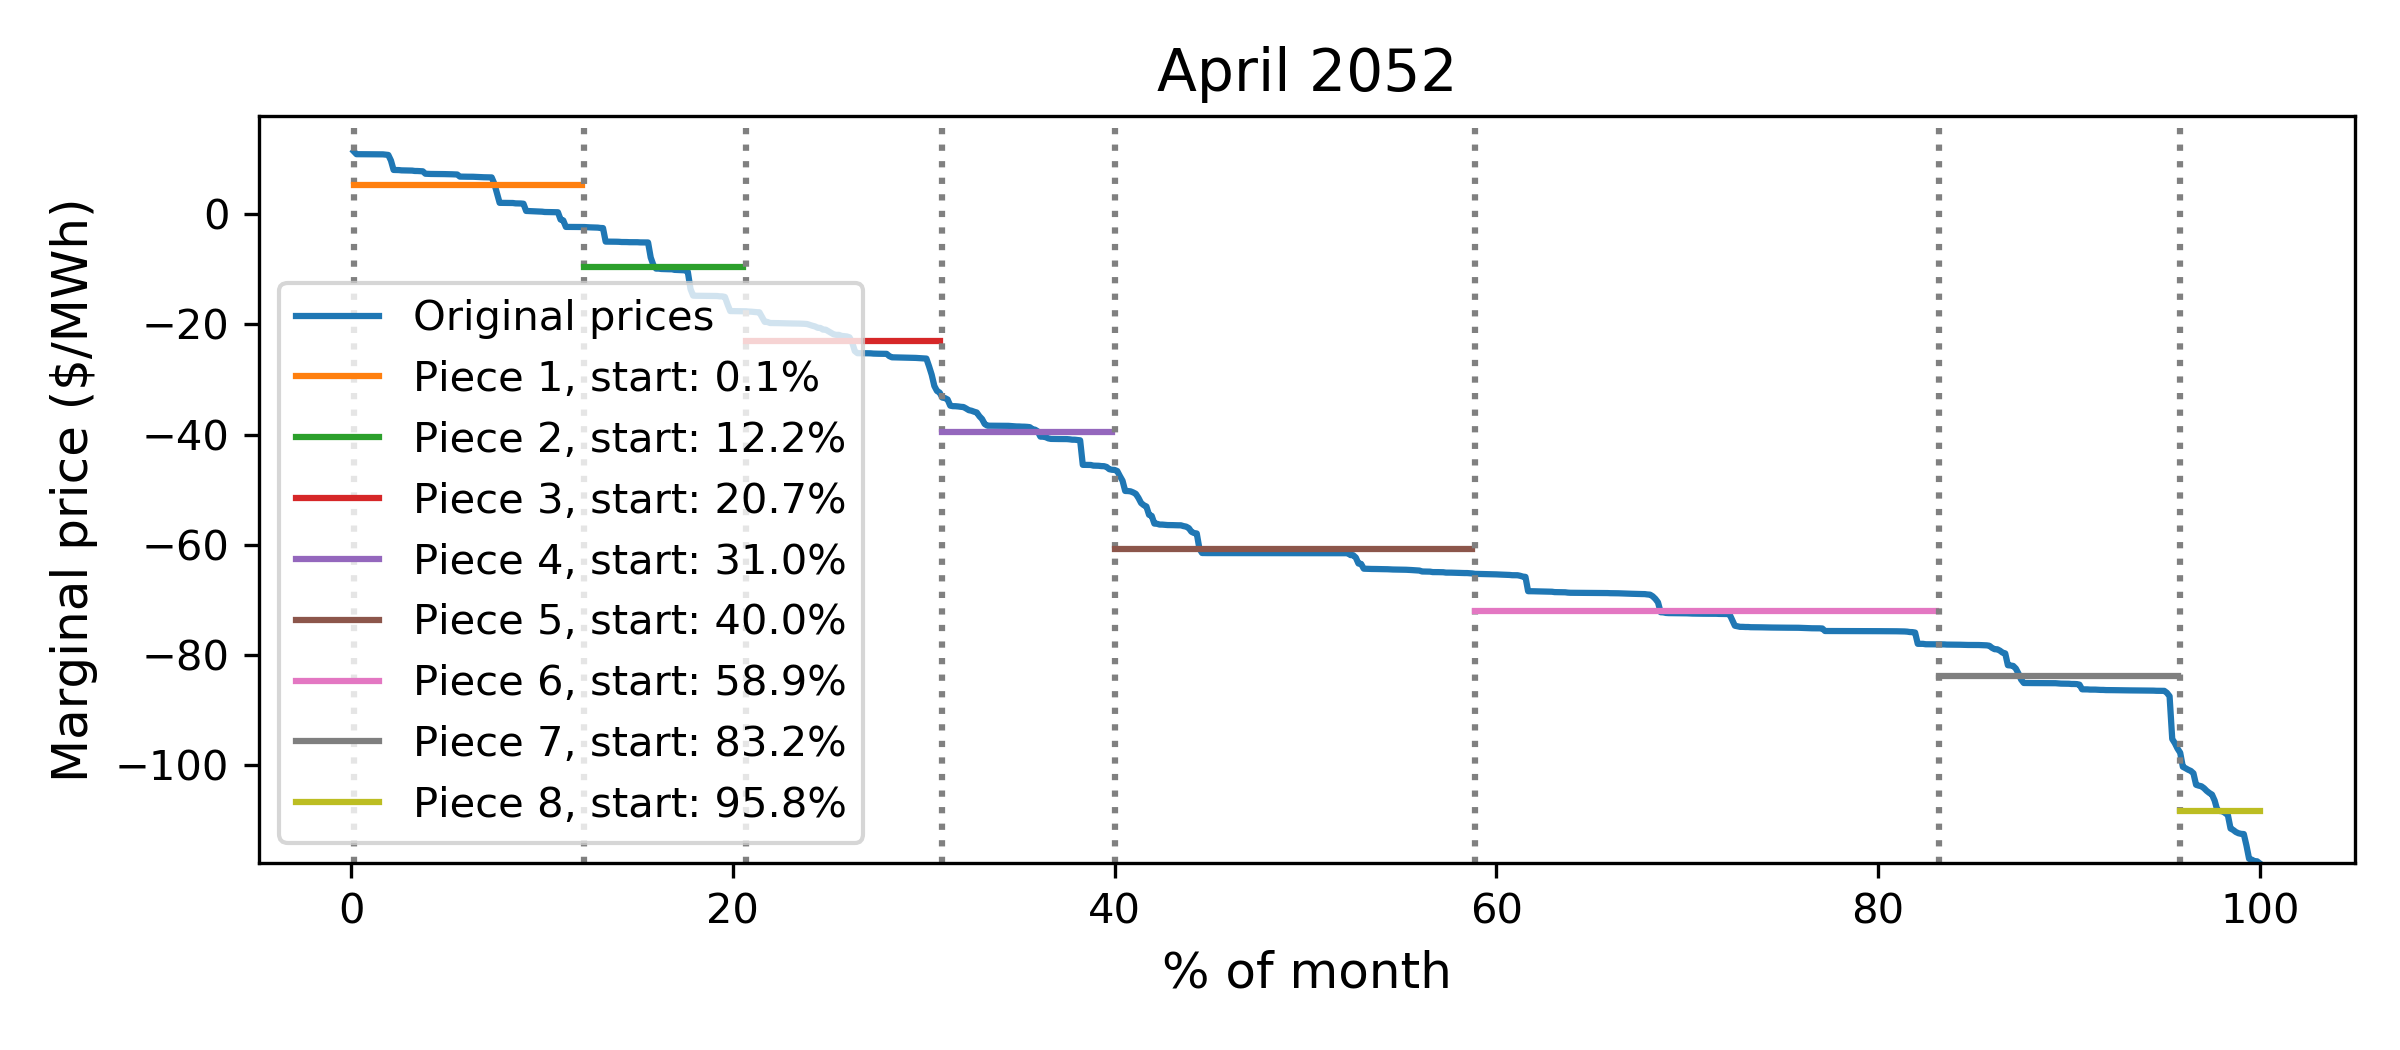 April 2052
Marginal price ($/MWh)
0
−20
−40
−60
−80
−100
Original prices
Piece 1, start: 0.1%
Piece 2, start: 12.2%
Piece 3, start: 20.7%
Piece 4, start: 31.0%
Piece 5, start: 40.0%
Piece 6, start: 58.9%
Piece 7, start: 83.2%
Piece 8, start: 95.8%
0 20 40 60 80 100
% of month